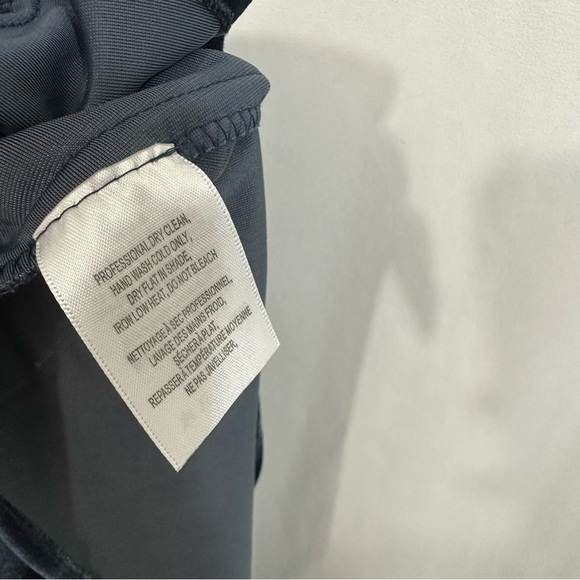 PROFESSIONAL DRY CLEAN,
HAND WASH COLD ONLY,
DRY FLAT IN SHADE,
IRON LOW HEAT, DO NOT BLEACH
NETTOYAGE À SEC PROFESSIONNEL,
LAVAGE DES MAINS FROID,
SÉCHER À PLAT,
REPASSER À TEMPÉRATURE MOYENNE
NE PAS JAVELLISER,